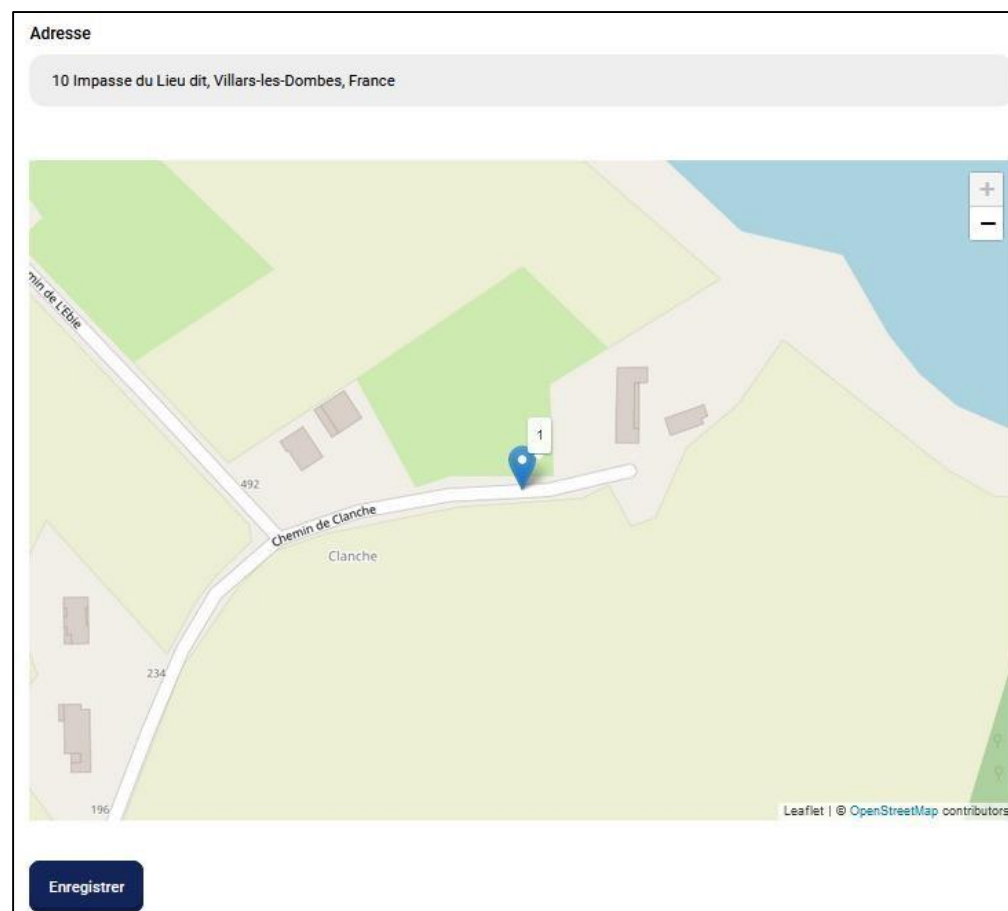 Adresse
10 Impasse du Lieu dit, Villars-les-Dombes, France
+
−
min de L'Ebie
1
492
Chemin de Clanche
Clanche
234
196
Leaflet | © OpenStreetMap contributors
Enregistrer